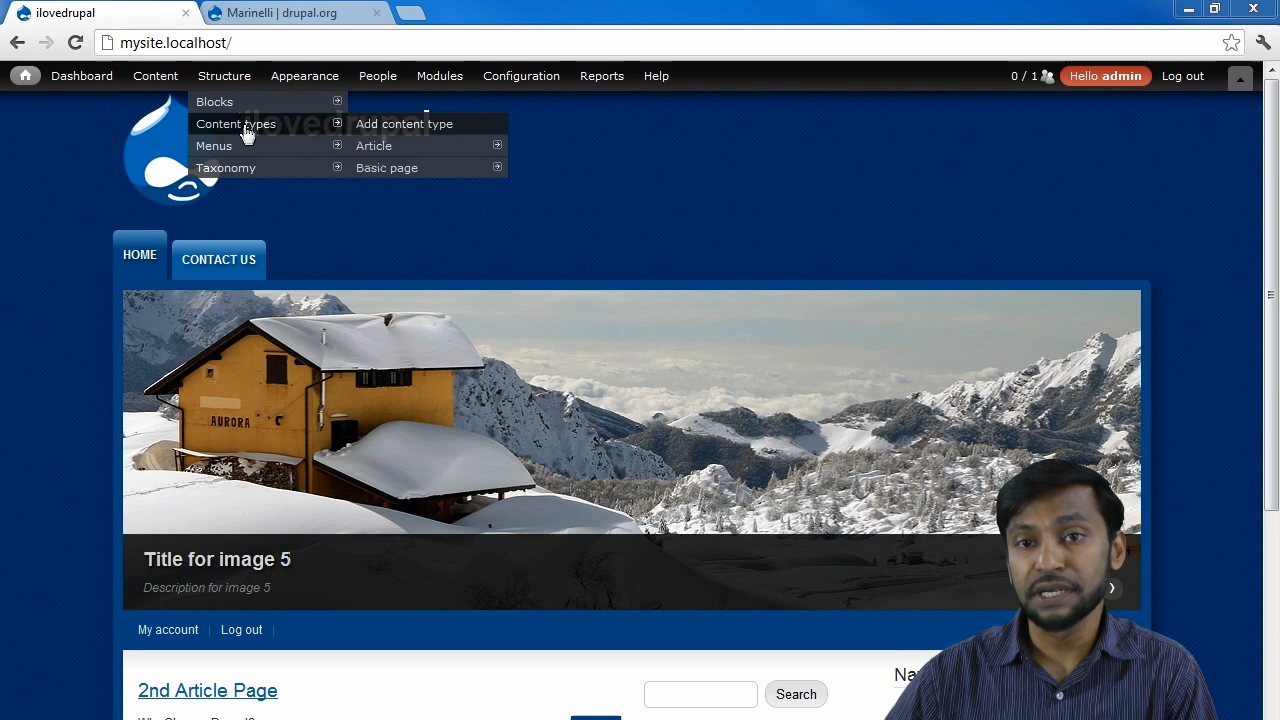 ilovedrupal
Marinelli | drupal.org
mysite.localhost/
Dashboard Content Structure Appearance People Modules Configuration Reports Help 0 / 1 Hello admin Log out
Blocks
Content types Add content type
Menus Article
Taxonomy Basic page
ilovedrupal
HOME
CONTACT US
AURORA
Title for image 5
Description for image 5
My account Log out
2nd Article Page
Search